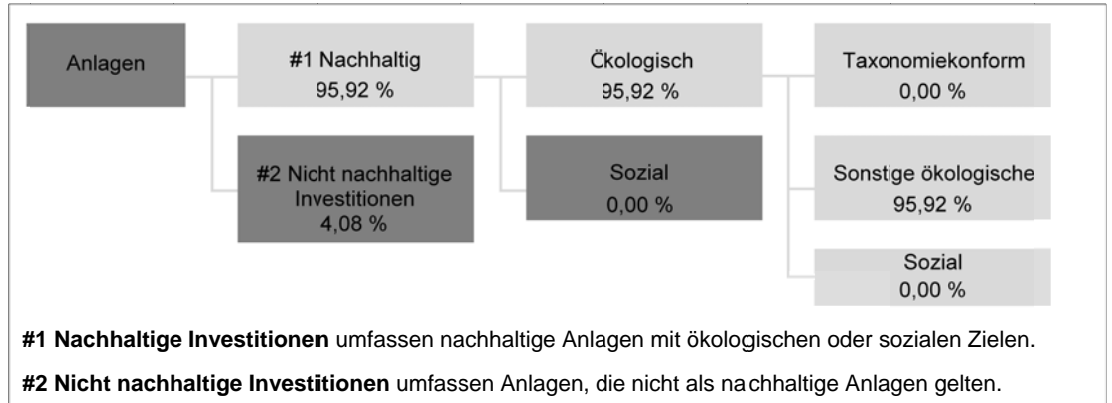 Anlagen
#1 Nachhaltig
95,92 %
Ökologisch
95,92 %
Taxonomiekonform
0,00 %
#2 Nicht nachhaltige
Investitionen
4,08 %
Sozial
0,00 %
Sonstige ökologische
95,92 %
Sozial
0,00 %
#1 Nachhaltige Investitionen umfassen nachhaltige Anlagen mit ökologischen oder sozialen Zielen.
#2 Nicht nachhaltige Investitionen umfassen Anlagen, die nicht als nachhaltige Anlagen gelten.